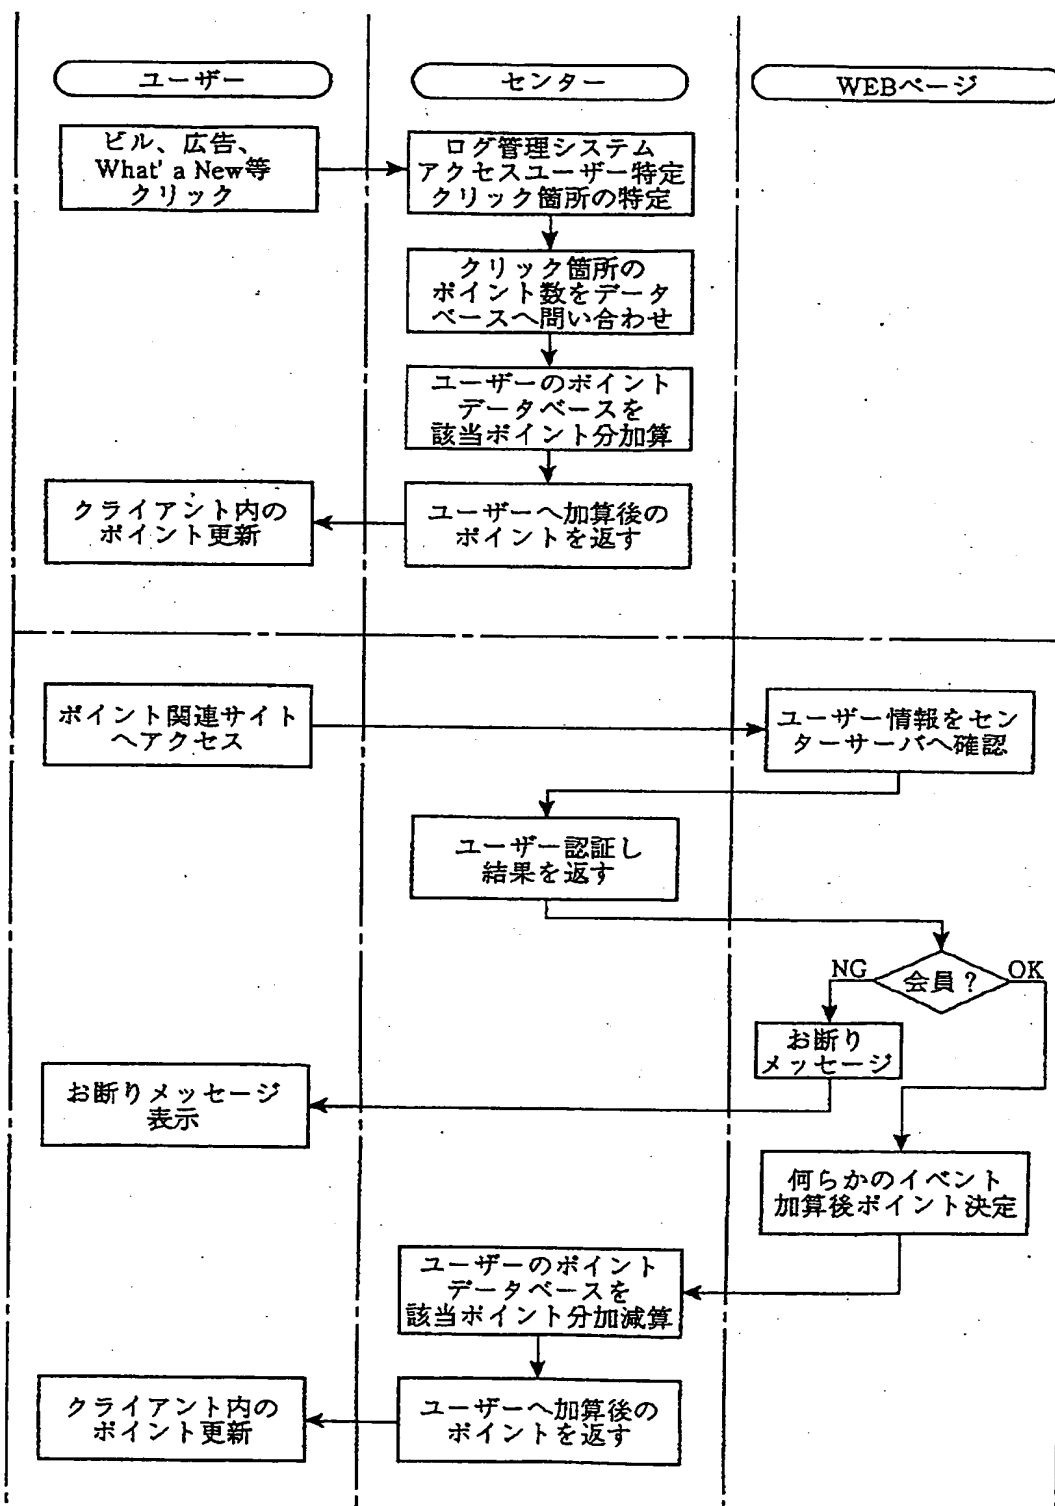 ユーザー
センター
WEBページ
ビル、広告、
What' a New等
クリック
ログ管理システム
アクセスユーザー特定
クリック箇所の特定
クリック箇所の
ポイント数をデータ
ベースへ問い合わせ
ユーザーのポイント
データベースを
該当ポイント分加算
クライアント内の
ポイント更新
ユーザーへ加算後の
ポイントを返す
ポイント関連サイト
へアクセス
ユーザー情報をセン
ターサーバへ確認
ユーザー認証し
結果を返す
NG
会員?
OK
お断り
メッセージ
お断りメッセージ
表示
何らかのイベント
加算後ポイント決定
ユーザーのポイント
データベースを
該当ポイント分加減算
クライアント内の
ポイント更新
ユーザーへ加算後の
ポイントを返す